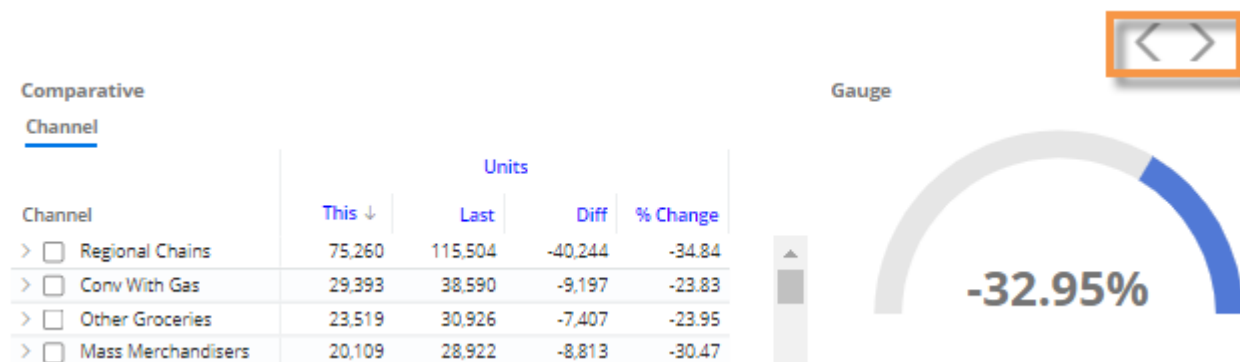 Comparative
Gauge
Channel
Units
Channel This ↓ Last Diff % Change
> Regional Chains 75,260 115,504 -40,244 -34.84
> Conv With Gas 29,393 38,590 -9,197 -23.83
> Other Groceries 23,519 30,926 -7,407 -23.95
> Mass Merchandisers 20,109 28,922 -8,813 -30.47
-32.95%